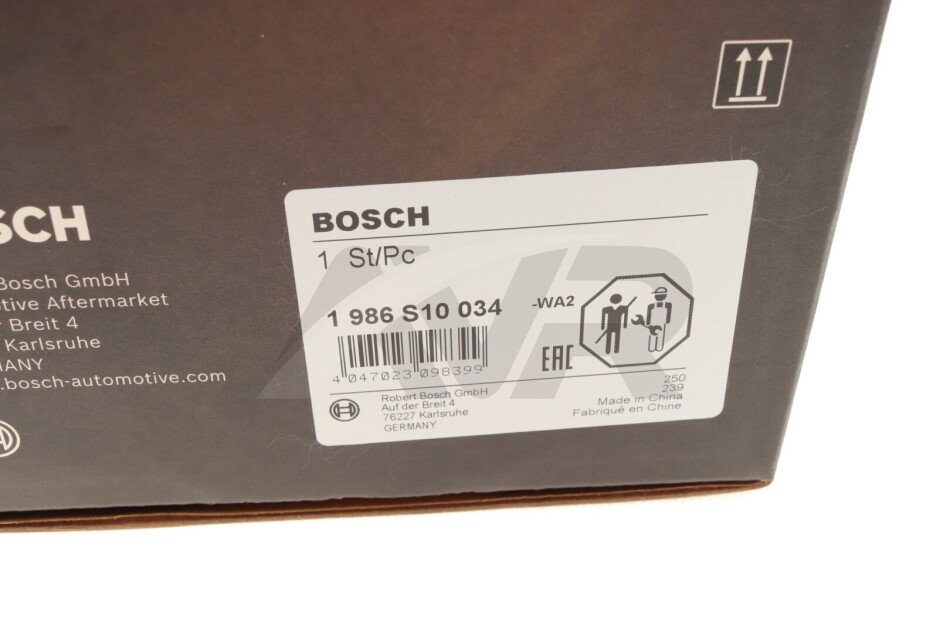 SCH
Bosch GmbH
tive Aftermarket
r Breit 4
Karlsruhe
ANY
.bosch-automotive.com
BOSCH
1 St/Pc
1 986 S10 034 -WA2
4 047023 098399
EAC
Robert Bosch GmbH
Auf der Breit 4
76227 Karlsruhe
GERMANY
250
239
Made in China
Fabriqué en Chine